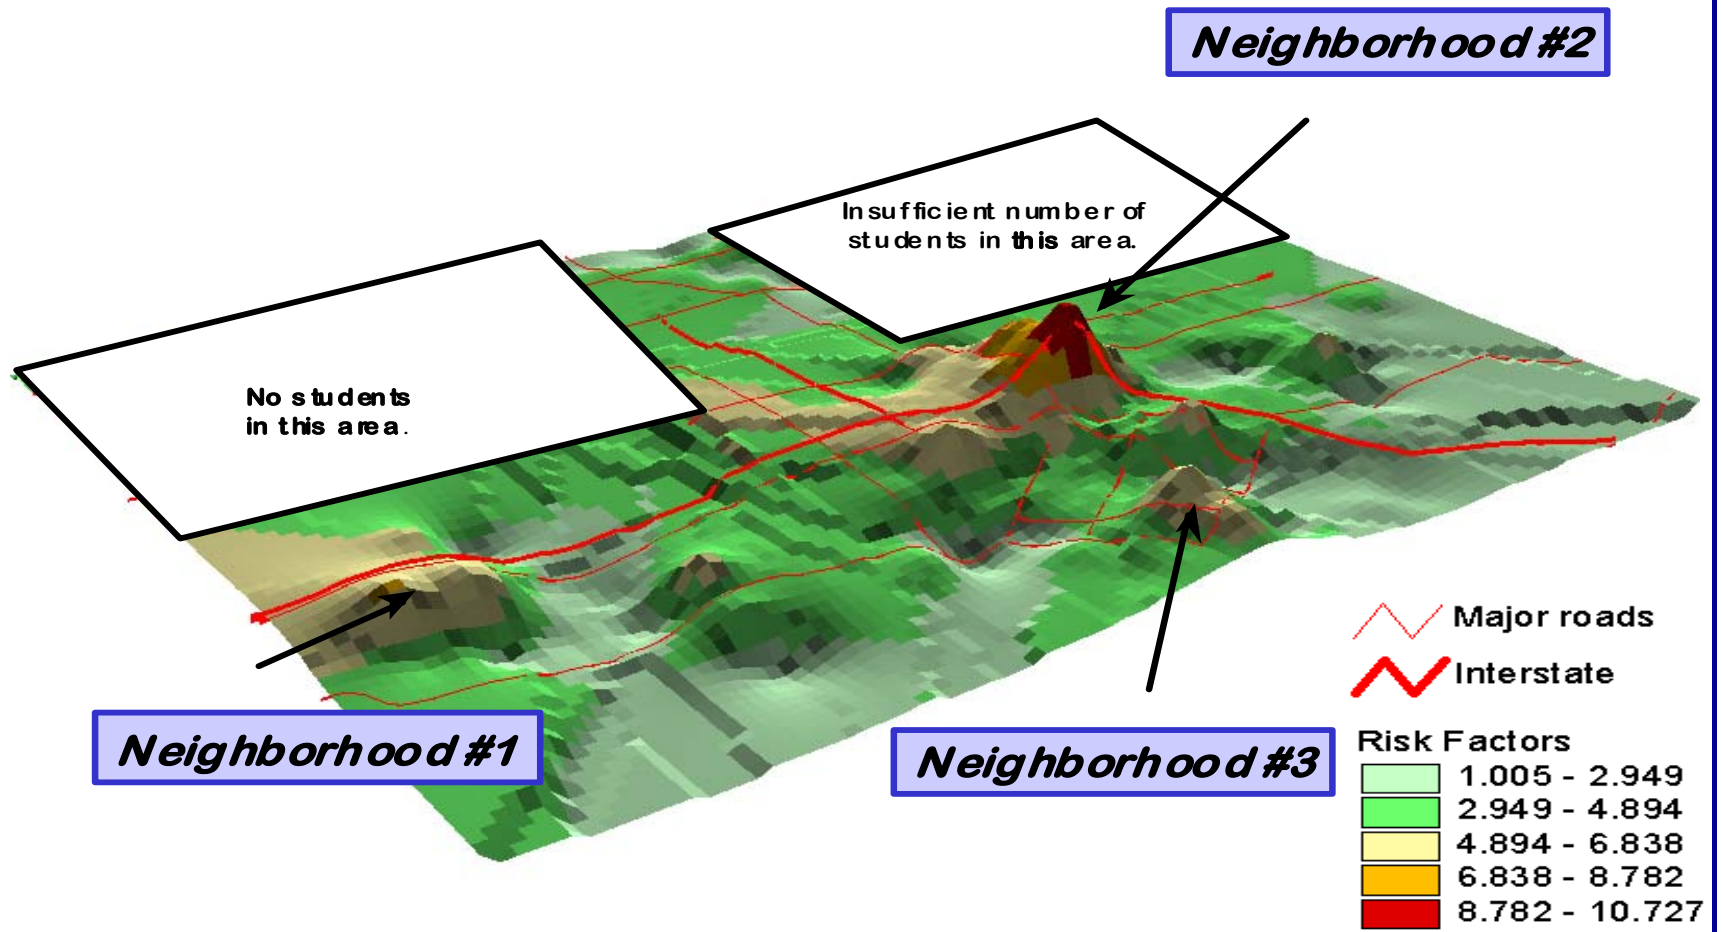 Neighborhood #2
Insufficient number of
students in this area.
No students
in this area.
Neighborhood #1
Neighborhood #3
Major roads
Interstate
Risk Factors
1.005 - 2.949
2.949 - 4.894
4.894 - 6.838
6.838 - 8.782
8.782 - 10.727